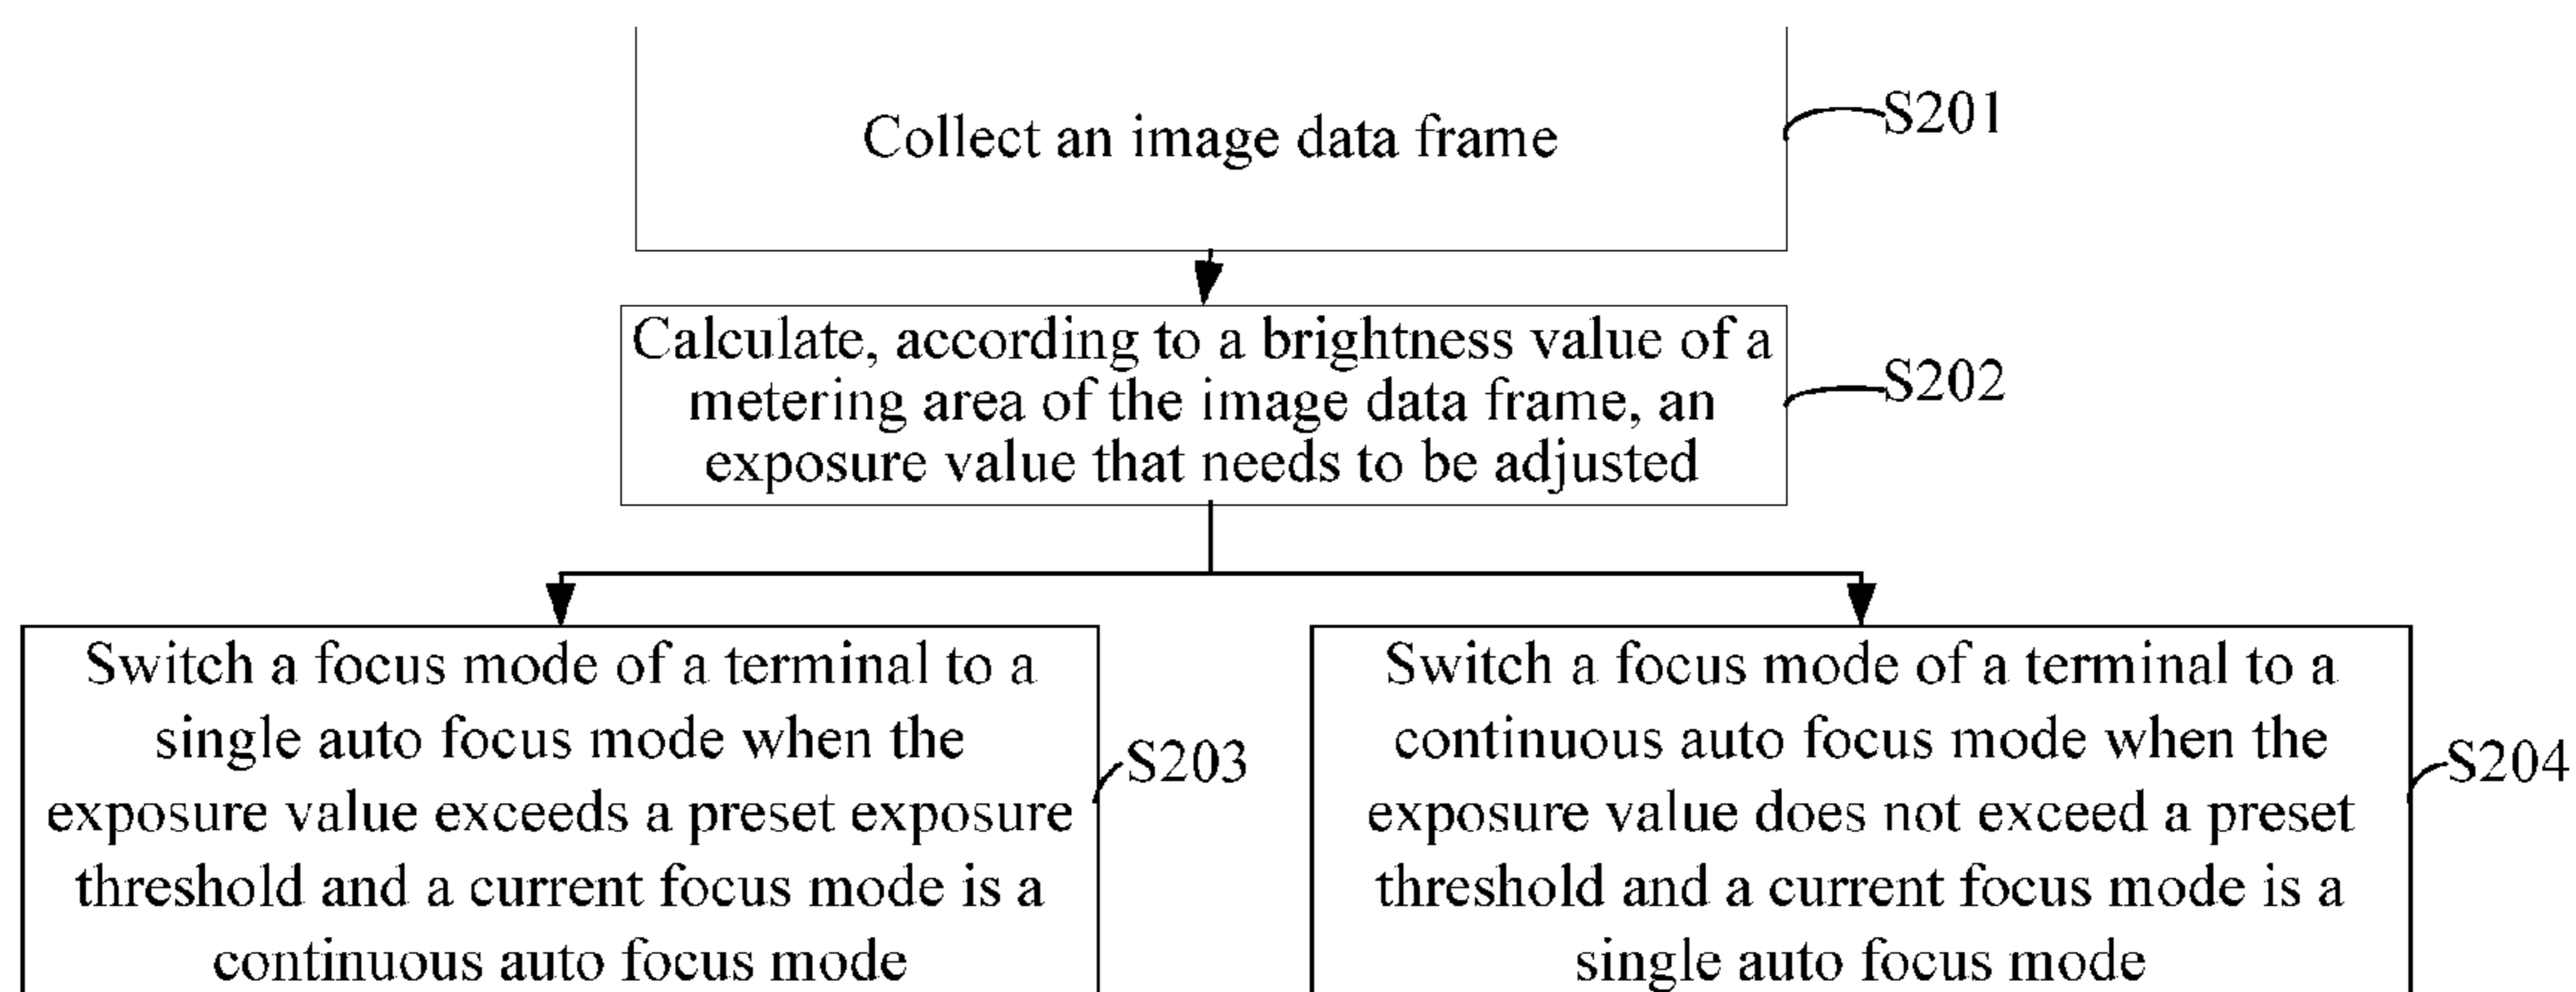 Collect an image data frame
S201
Calculate, according to a brightness value of a
metering area of the image data frame, an
exposure value that needs to be adjusted
S202
Switch a focus mode of a terminal to a
single auto focus mode when the
exposure value exceeds a preset exposure
threshold and a current focus mode is a
continuous auto focus mode
S203
Switch a focus mode of a terminal to a
continuous auto focus mode when the
exposure value does not exceed a preset
threshold and a current focus mode is a
single auto focus mode
S204